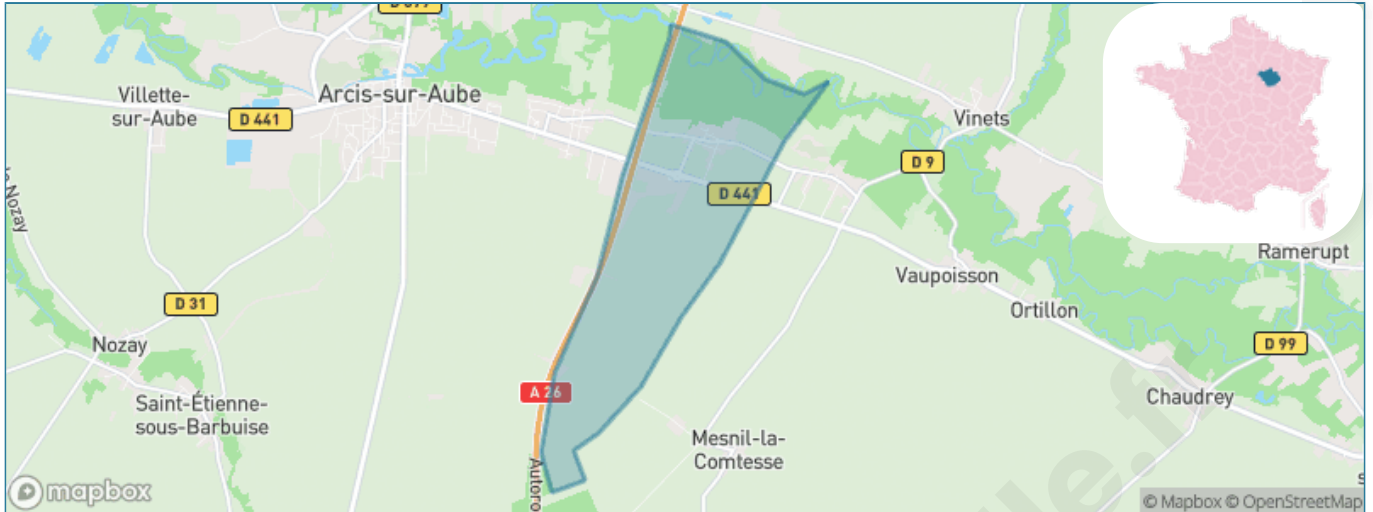 Villette-
sur-Aube
D 441
Arcis-sur-Aube
Vinets
D 9
D 441
Ramerupt
Vaupoisson
Ortillon
D 31
Nozay
D 99
A 26
Chaudrey
Saint-Étienne-
sous-Barbuise
Mesnil-la-
Comtesse
Autoro
mapbox
© Mapbox © OpenStreetMap